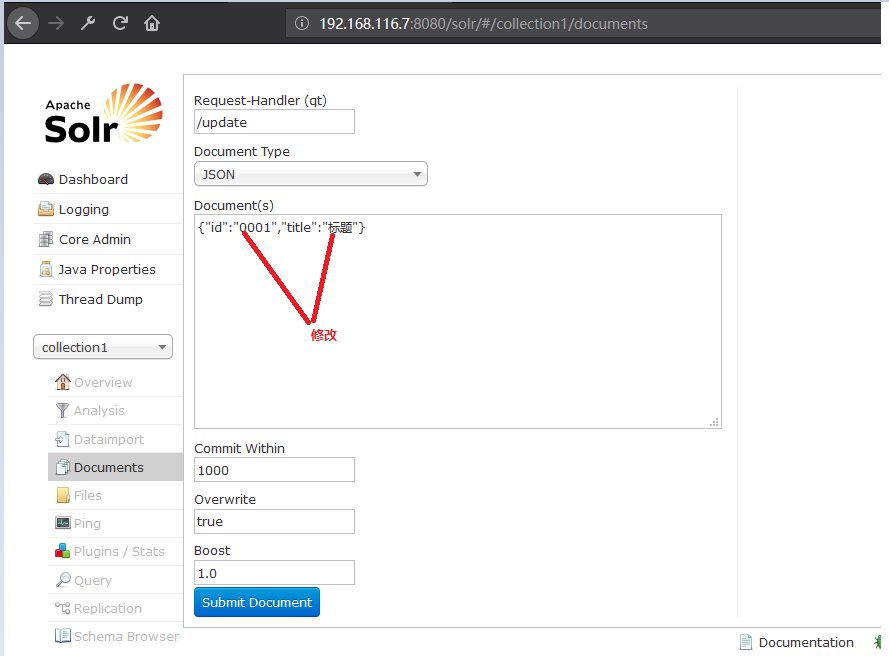 192.168.116.7:8080/solr/#/collection1/documents
Apache
Solr
Dashboard
Logging
Core Admin
Java Properties
Thread Dump
collection1
Overview
Analysis
Dataimport
Documents
Files
Ping
Plugins / Stats
Query
Replication
Schema Browser
Request-Handler (qt)
/update
Document Type
JSON
Document(s)
{"id":"0001","title":"标题"}
修改
Commit Within
1000
Overwrite
true
Boost
1.0
Submit Document
Documentation